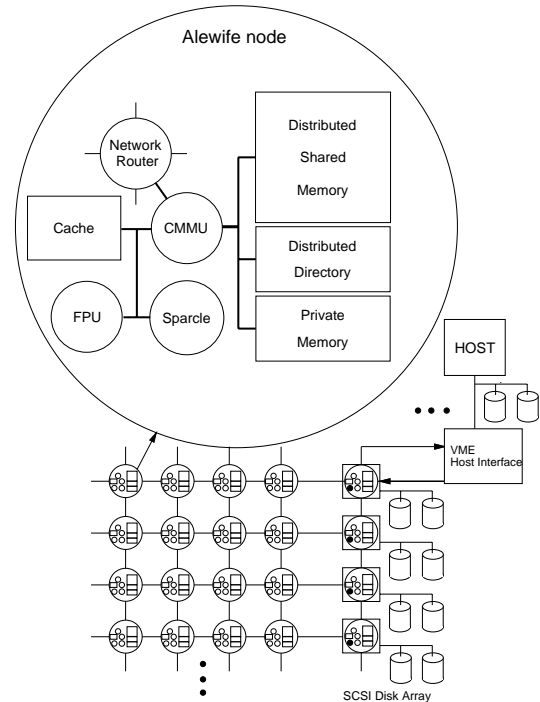 Alewife node
Network
Router
Cache
CMMU
FPU
Sparcle
Distributed
Shared
Memory
Distributed
Directory
Private
Memory
HOST
VME
Host Interface
SCSI Disk Array